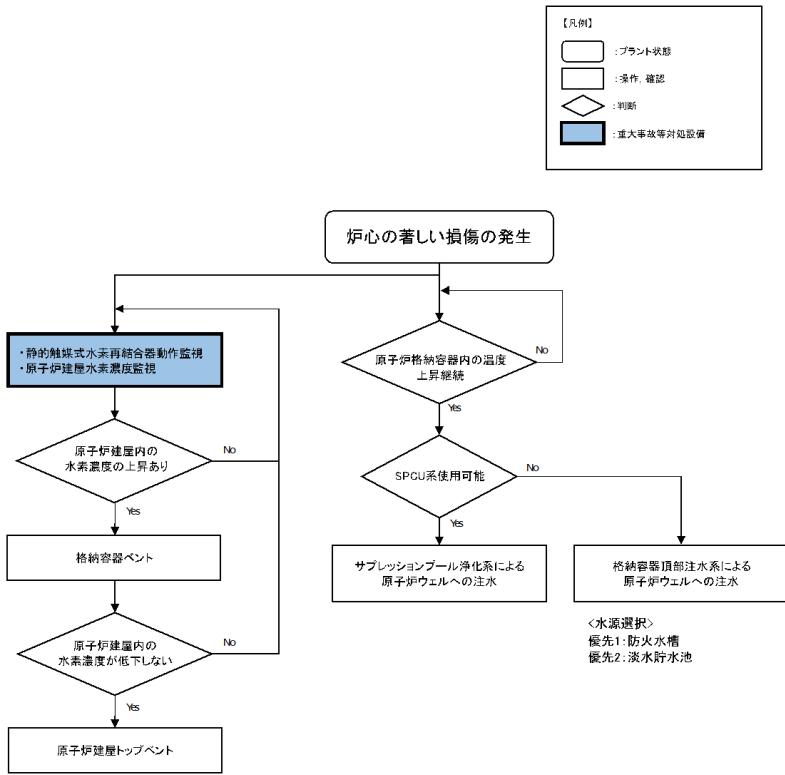 【凡例】
:プラント状態
:操作, 確認
:判断
:重大事故等対処設備
炉心の著しい損傷の発生
・静的触媒式水素再結合器動作監視
・原子炉建屋水素濃度監視
原子炉格納容器内の温度
上昇継続
No
Yes
原子炉建屋内の
水素濃度の上昇あり
No
Yes
SPCU系使用可能
No
Yes
格納容器ベント
サプレッションプール浄化系による
原子炉ウェルへの注水
格納容器頂部注水系による
原子炉ウェルへの注水
<水源選択>
優先1:防火水槽
優先2:淡水貯水池
原子炉建屋内の
水素濃度が低下しない
No
Yes
原子炉建屋トップベント